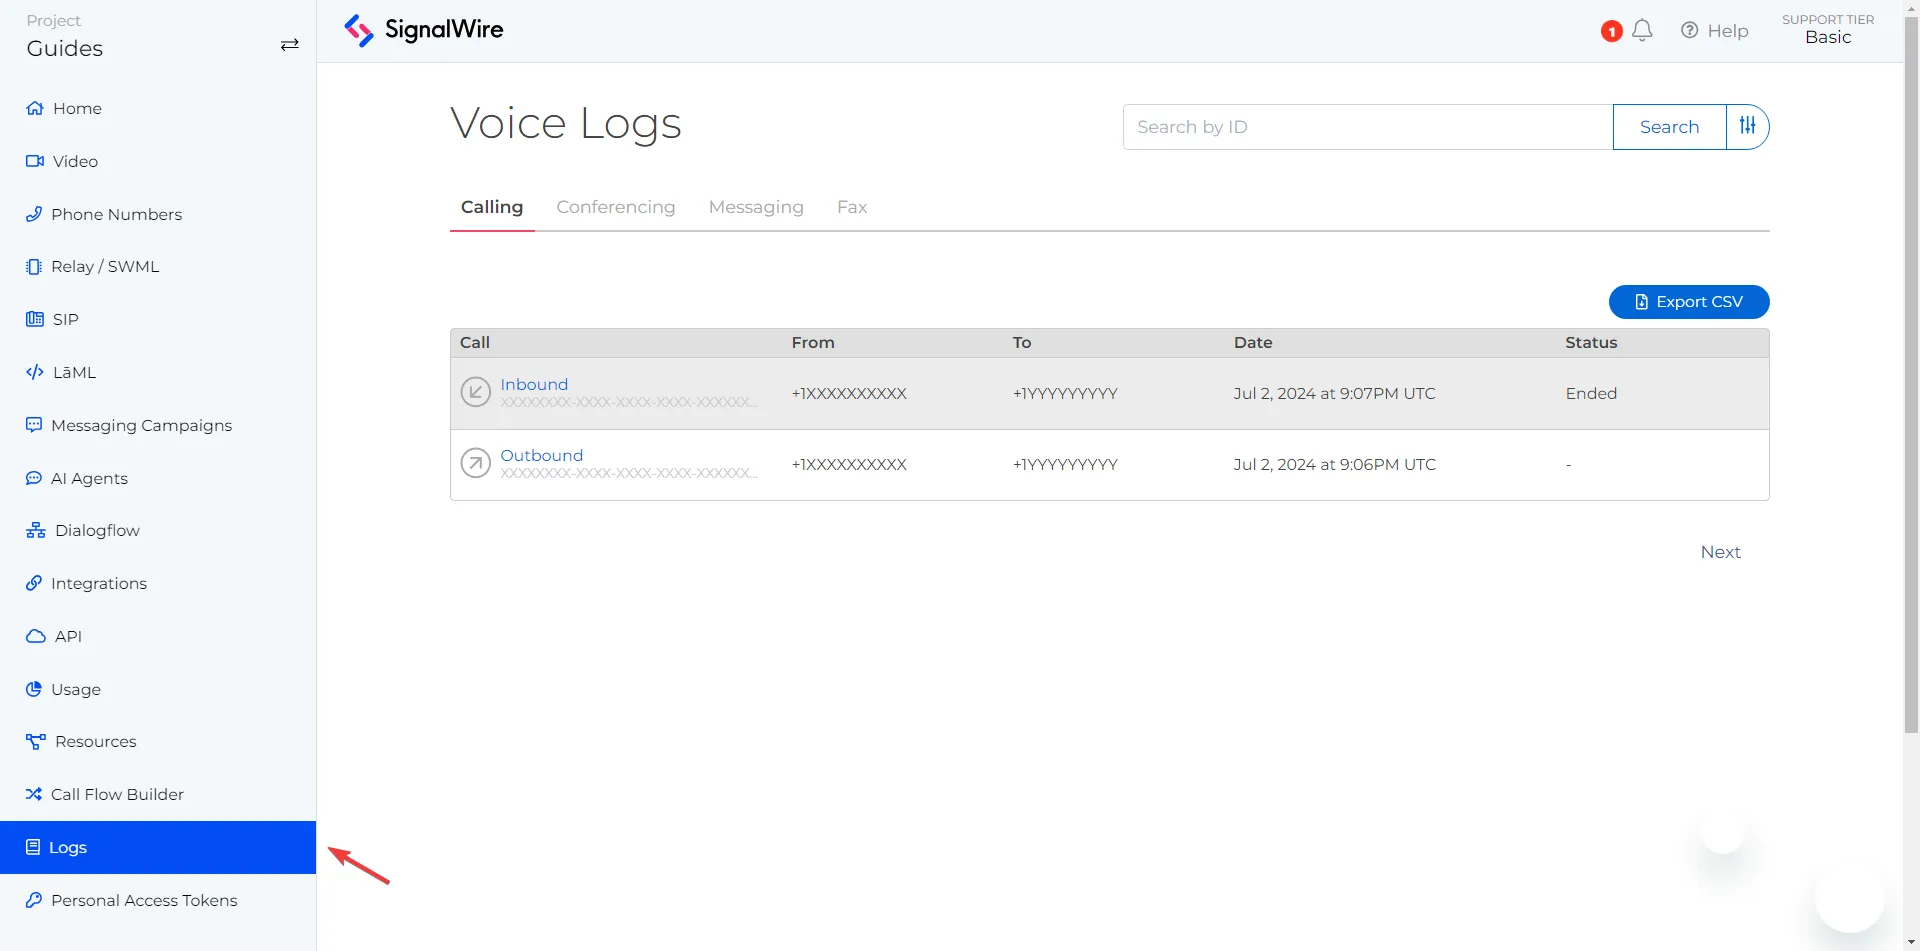 Project
Guides
Home
Video
Phone Numbers
Relay / SWML
SIP
LāML
Messaging Campaigns
AI Agents
Dialogflow
Integrations
API
Usage
Resources
Call Flow Builder
Logs
Personal Access Tokens
SignalWire
1
Help
SUPPORT TIER
Basic
Voice Logs
Search by ID
Search
Calling Conferencing Messaging Fax
Export CSV
Call From To Date Status
Inbound
XXXXXXXX-XXXX-XXXX-XXXX-XXXXXX...
+1XXXXXXXXXX +1YYYYYYYYY Jul 2, 2024 at 9:07PM UTC Ended
Outbound
XXXXXXXX-XXXX-XXXX-XXXX-XXXXXX...
+1XXXXXXXXXX +1YYYYYYYYY Jul 2, 2024 at 9:06PM UTC -
Next